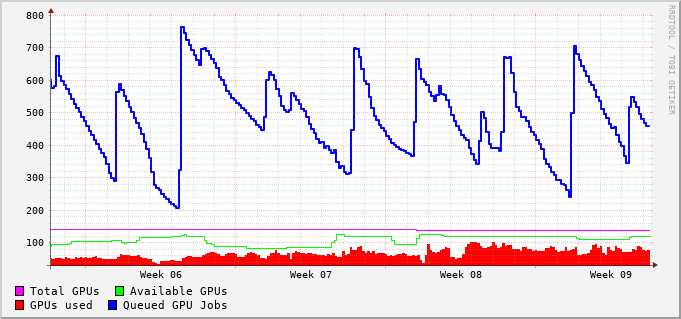 800
700
600
500
400
300
200
100
Week 06 Week 07 Week 08 Week 09
Total GPUs Available GPUs
GPUs used Queued GPU Jobs
RRDTOOL / TOBI OETIKER